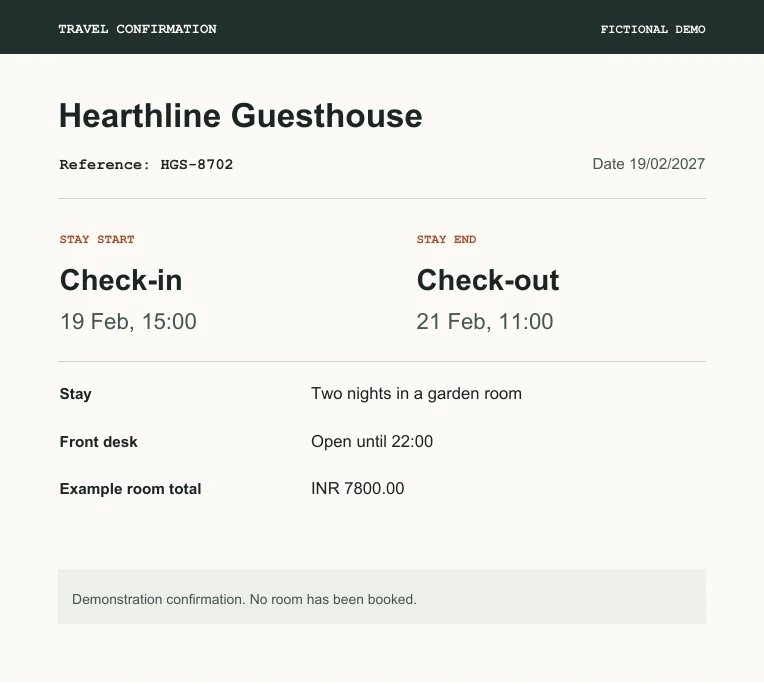 TRAVEL CONFIRMATION FICTIONAL DEMO
Hearthline Guesthouse
Reference: HGS-8702 Date 19/02/2027
STAY START STAY END
Check-in Check-out
19 Feb, 15:00 21 Feb, 11:00
Stay Two nights in a garden room
Front desk Open until 22:00
Example room total INR 7800.00
Demonstration confirmation. No room has been booked.